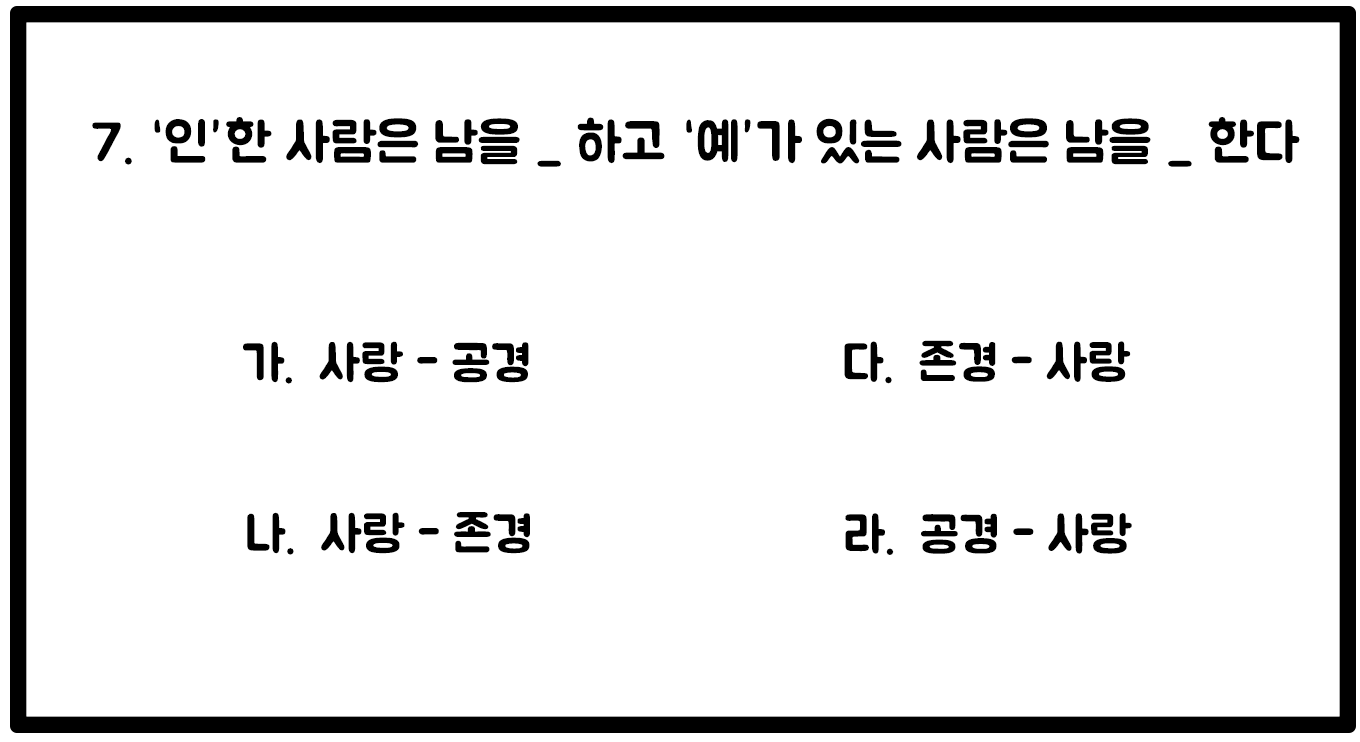 7. ‘인’한 사람은 남을 _ 하고 ‘예’가 있는 사람은 남을 _ 한다
가. 사랑 - 공경
다. 존경 - 사랑
나. 사랑 - 존경
라. 공경 - 사랑